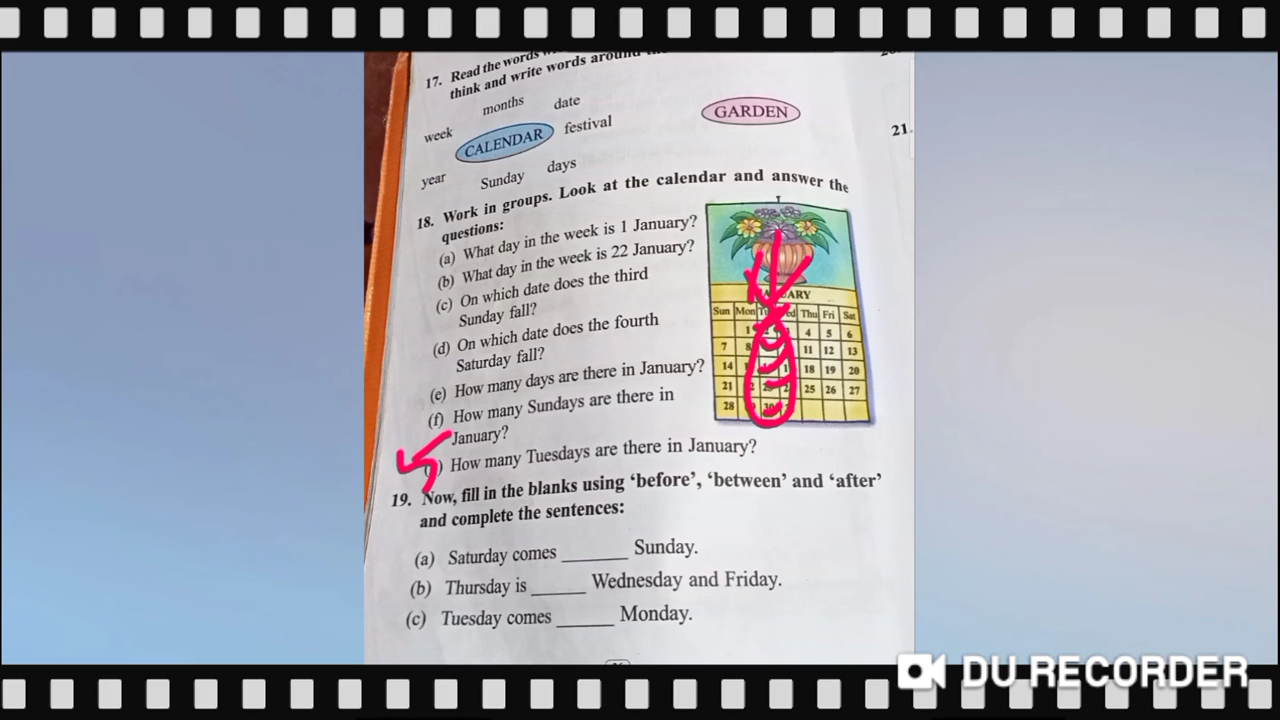 17. Read the words
think and write words around
months date
week CALENDAR festival GARDEN
21.
year Sunday days
18. Work in groups. Look at the calendar and answer the
questions:
(a) What day in the week is 1 January?
(b) What day in the week is 22 January?
(c) On which date does the third
Sunday fall?
(d) On which date does the fourth
Saturday fall?
(e) How many days are there in January?
(f) How many Sundays are there in
January?
How many Tuesdays are there in January?
Sun Mon Thu Fri Sat
1 4 5 6
7 8 11 12 13
14 18 19 20
21 25 26 27
28 30
19. Now, fill in the blanks using ‘before’, ‘between’ and ‘after’
and complete the sentences:
(a) Saturday comes ______ Sunday.
(b) Thursday is ______ Wednesday and Friday.
(c) Tuesday comes ______ Monday.
DU RECORDER